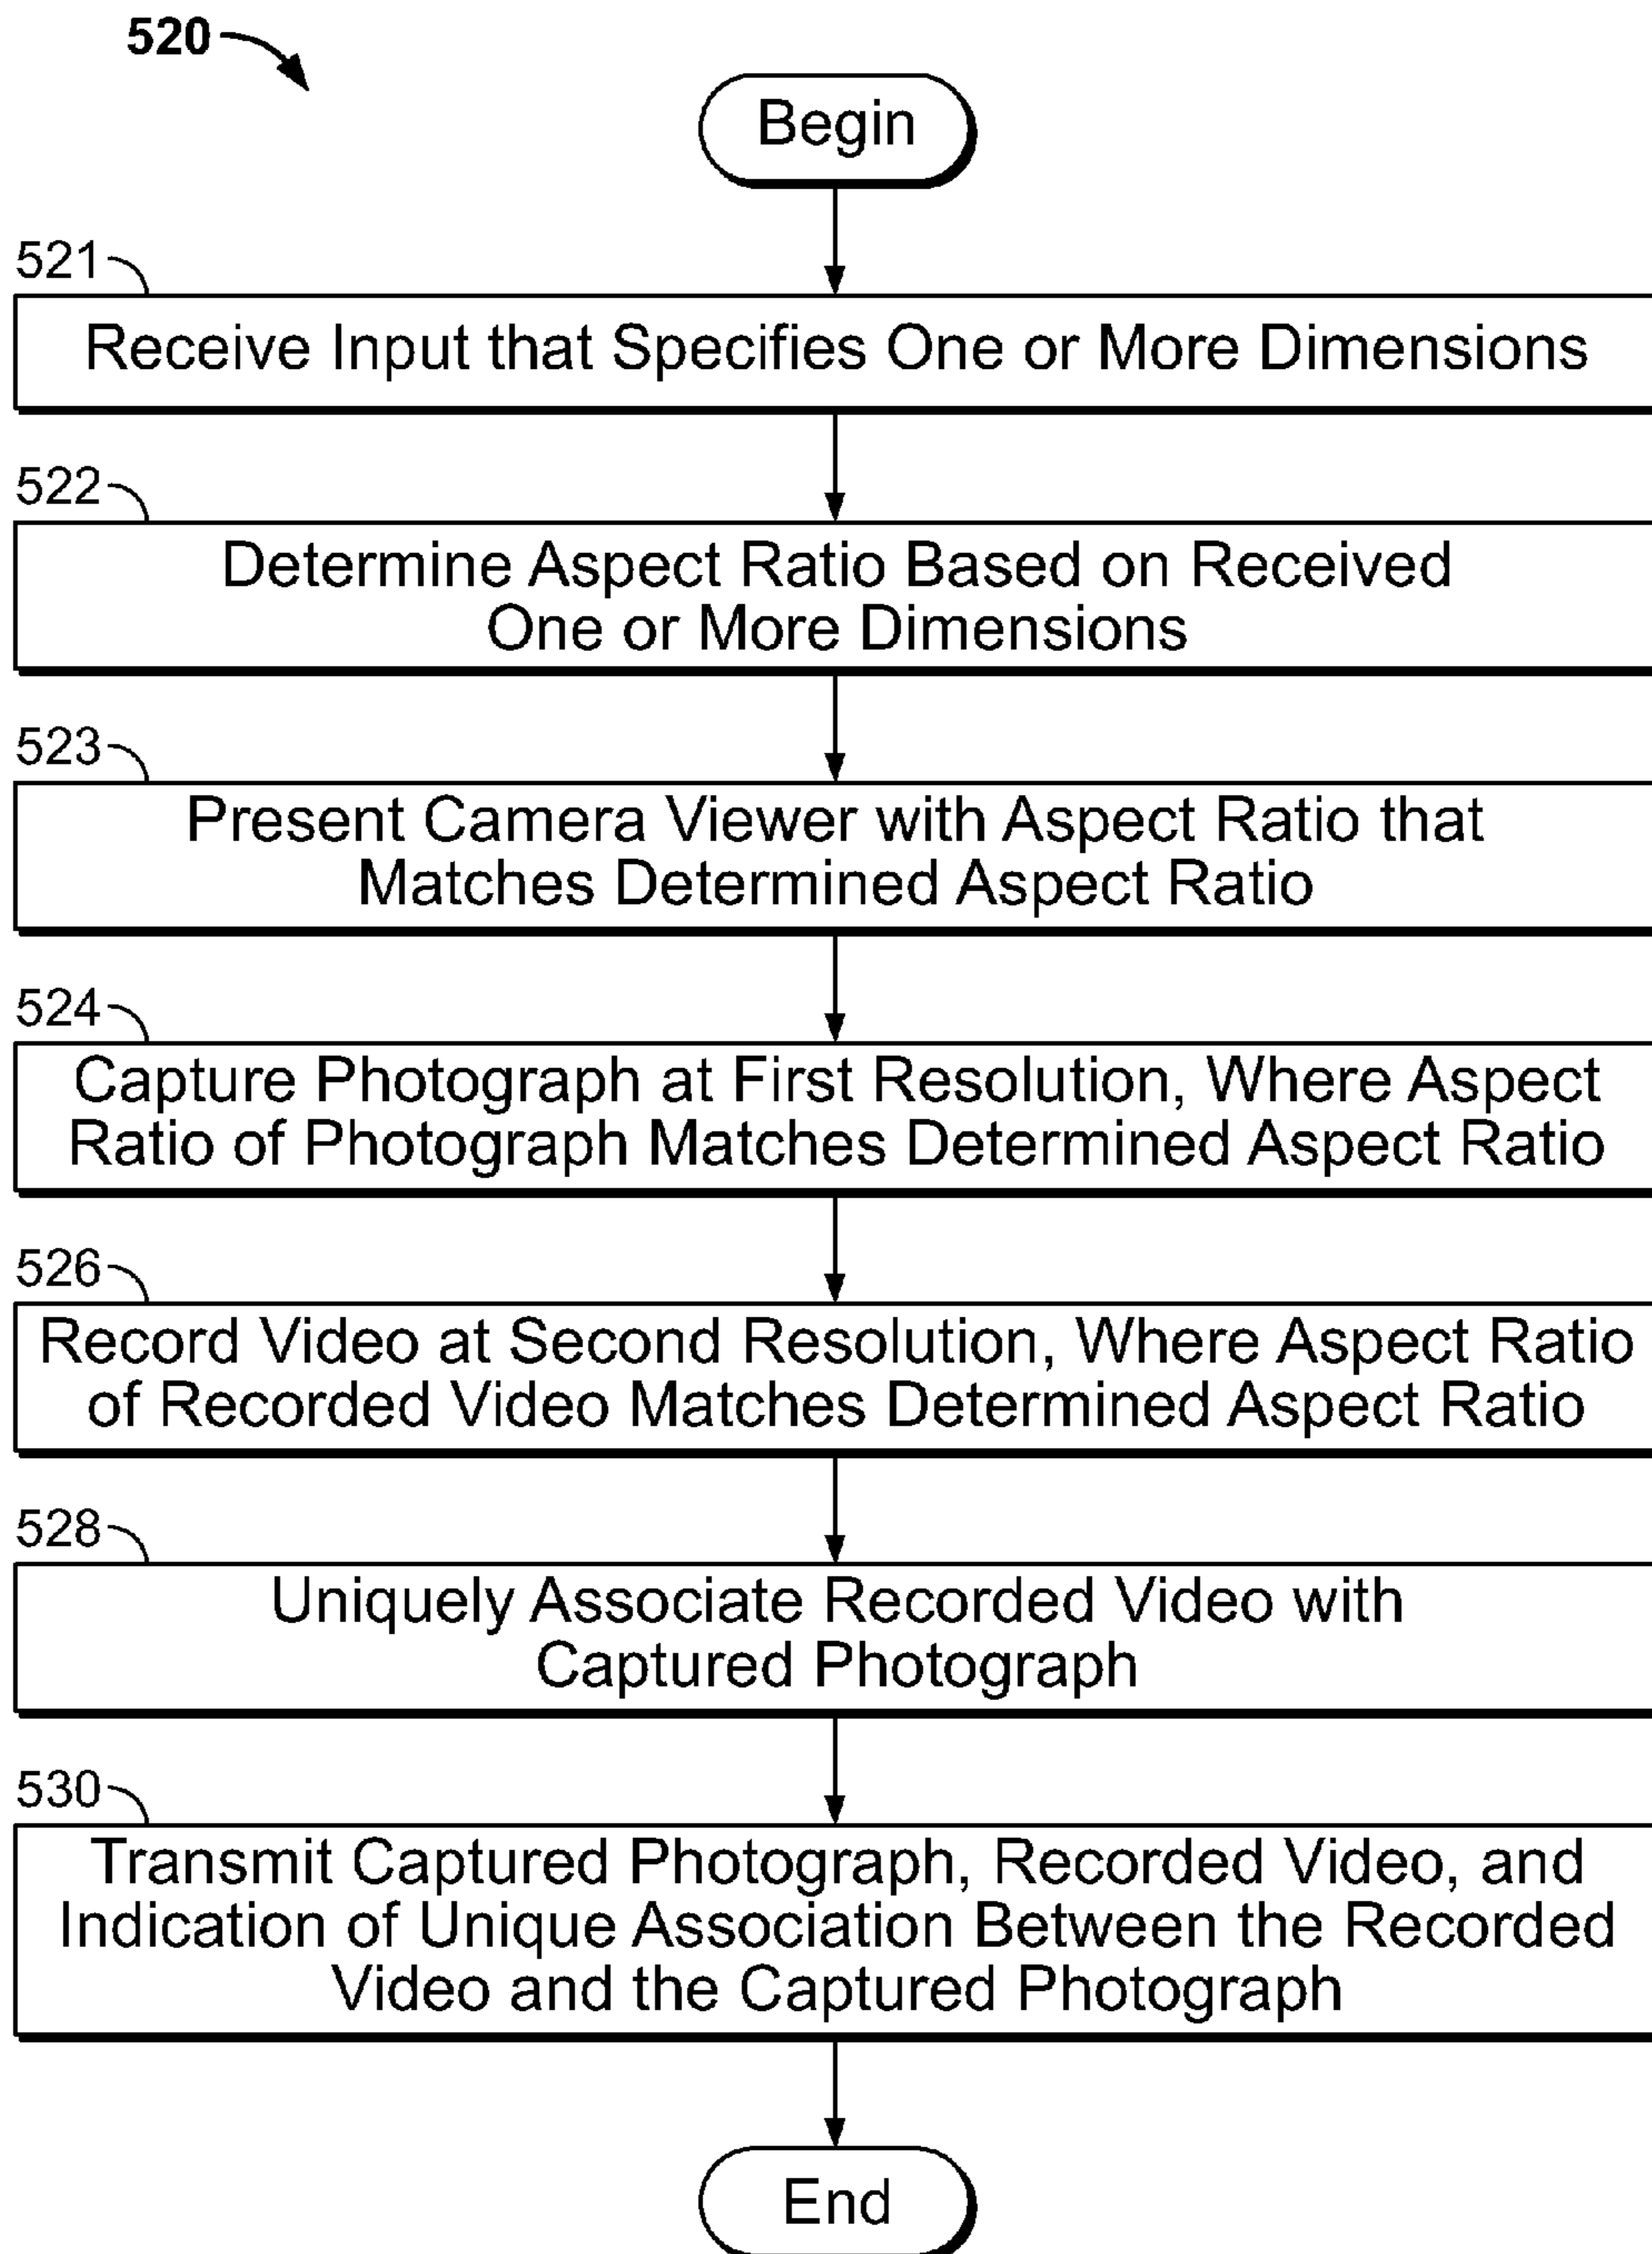 520
Begin
521
Receive Input that Specifies One or More Dimensions
522
Determine Aspect Ratio Based on Received
One or More Dimensions
523
Present Camera Viewer with Aspect Ratio that
Matches Determined Aspect Ratio
524
Capture Photograph at First Resolution, Where Aspect
Ratio of Photograph Matches Determined Aspect Ratio
526
Record Video at Second Resolution, Where Aspect Ratio
of Recorded Video Matches Determined Aspect Ratio
528
Uniquely Associate Recorded Video with
Captured Photograph
530
Transmit Captured Photograph, Recorded Video, and
Indication of Unique Association Between the Recorded
Video and the Captured Photograph
End